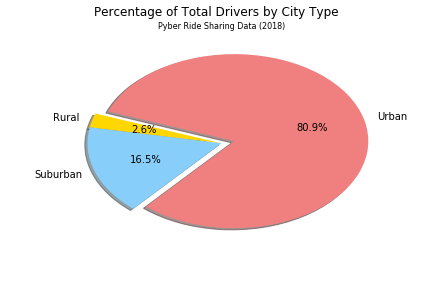 Percentage of Total Drivers by City Type
Pyber Ride Sharing Data (2018)
Urban
80.9%
Rural
2.6%
16.5%
Suburban